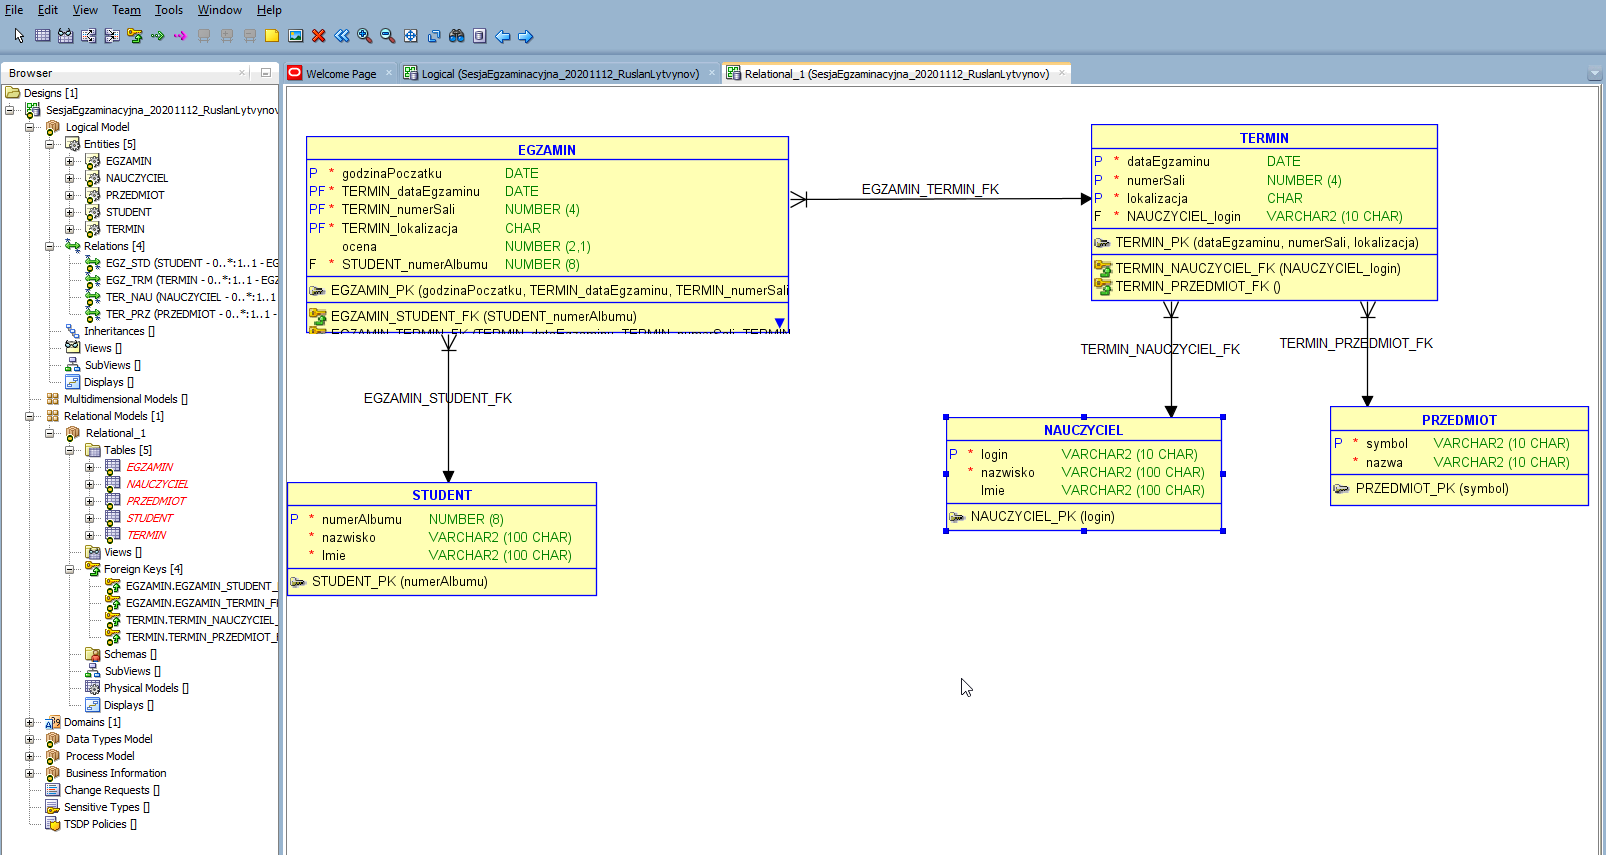 File Edit View Team Tools Window Help
Browser
Designs [1]
SesjaEgzaminacyjna_20201112_RuslanLytvynov
Logical Model
Entities [5]
EGZAMIN
NAUCZYCIEL
PRZEDMIOT
STUDENT
TERMIN
Relations [4]
EGZ_STD (STUDENT - 0..*:1..1 - EG
EGZ_TRM (TERMIN - 0..*:1..1 - EGZ
TER_NAU (NAUCZYCIEL - 0..*:1..1
TER_PRZ (PRZEDMIOT - 0..*:1..1 -
Inheritances []
Views []
SubViews []
Displays []
Multidimensional Models []
Relational Models [1]
Relational_1
Tables [5]
EGZAMIN
NAUCZYCIEL
PRZEDMIOT
STUDENT
TERMIN
Views []
Foreign Keys [4]
EGZAMIN.EGZAMIN_STUDENT_
EGZAMIN.EGZAMIN_TERMIN_F
TERMIN.TERMIN_NAUCZYCIEL_
TERMIN.TERMIN_PRZEDMIOT_
Schemas []
SubViews []
Physical Models []
Displays []
Domains [1]
Data Types Model
Process Model
Business Information
Change Requests []
Sensitive Types []
TSDP Policies []
Welcome Page
Logical (SesjaEgzaminacyjna_20201112_RuslanLytvynov)
Relational_1 (SesjaEgzaminacyjna_20201112_RuslanLytvynov)
EGZAMIN
P * godzinaPoczatku DATE
PF * TERMIN_dataEgzaminu DATE
PF * TERMIN_numerSali NUMBER (4)
PF * TERMIN_lokalizacja CHAR
ocena NUMBER (2,1)
F * STUDENT_numerAlbumu NUMBER (8)
EGZAMIN_PK (godzinaPoczatku, TERMIN_dataEgzaminu, TERMIN_numerSali
EGZAMIN_STUDENT_FK (STUDENT_numerAlbumu)
EGZAMIN_TERMIN_FK (TERMIN_dataEgzaminu, TERMIN_numerSali, TERMIN
EGZAMIN_TERMIN_FK
TERMIN
P * dataEgzaminu DATE
P * numerSali NUMBER (4)
P * lokalizacja CHAR
F * NAUCZYCIEL_login VARCHAR2 (10 CHAR)
TERMIN_PK (dataEgzaminu, numerSali, lokalizacja)
TERMIN_NAUCZYCIEL_FK (NAUCZYCIEL_login)
TERMIN_PRZEDMIOT_FK ()
TERMIN_NAUCZYCIEL_FK
TERMIN_PRZEDMIOT_FK
EGZAMIN_STUDENT_FK
NAUCZYCIEL
P * login VARCHAR2 (10 CHAR)
* nazwisko VARCHAR2 (100 CHAR)
Imie VARCHAR2 (100 CHAR)
NAUCZYCIEL_PK (login)
PRZEDMIOT
P * symbol VARCHAR2 (10 CHAR)
* nazwa VARCHAR2 (10 CHAR)
PRZEDMIOT_PK (symbol)
STUDENT
P * numerAlbumu NUMBER (8)
* nazwisko VARCHAR2 (100 CHAR)
* Imie VARCHAR2 (100 CHAR)
STUDENT_PK (numerAlbumu)